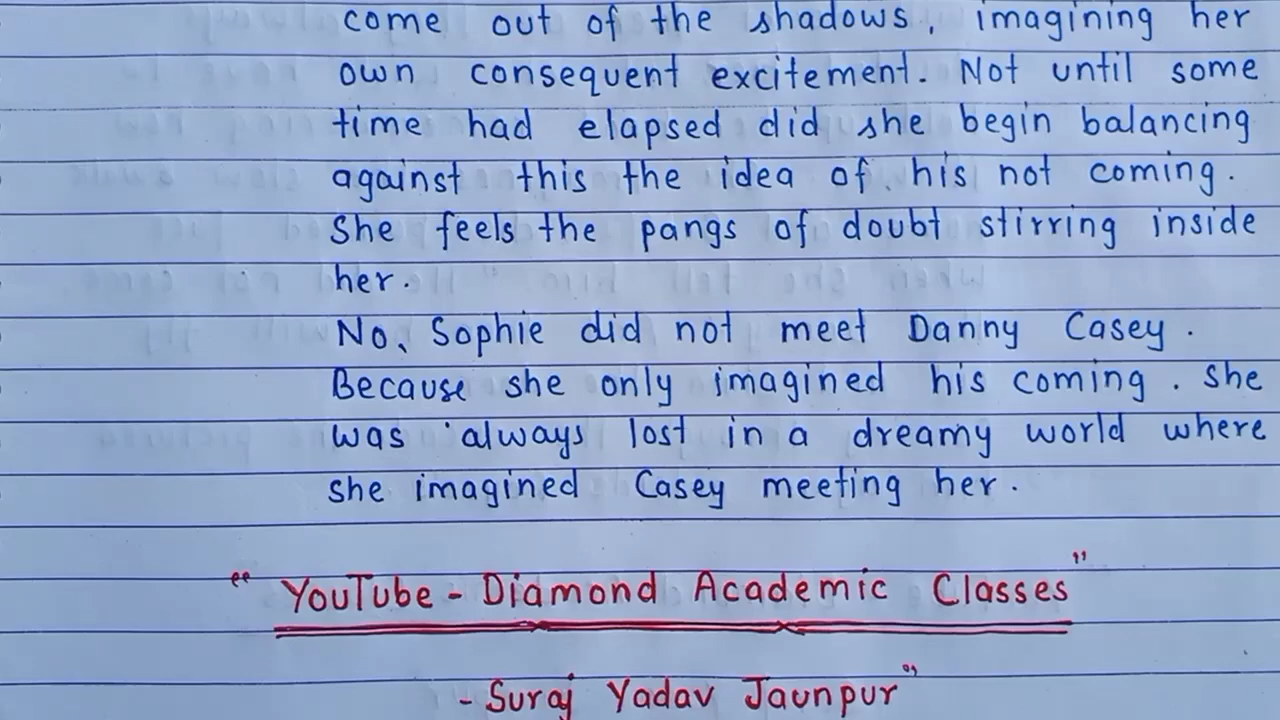 come out of the shadows, imagining her
own consequent excitement. Not until some
time had elapsed did she begin balancing
against this the idea of his not coming.
She feels the pangs of doubt stirring inside
her.
No, Sophie did not meet Danny Casey.
Because she only imagined his coming. She
was always lost in a dreamy world where
she imagined Casey meeting her.
"YouTube - Diamond Academic Classes"
- Suraj Yadav Jaunpur"